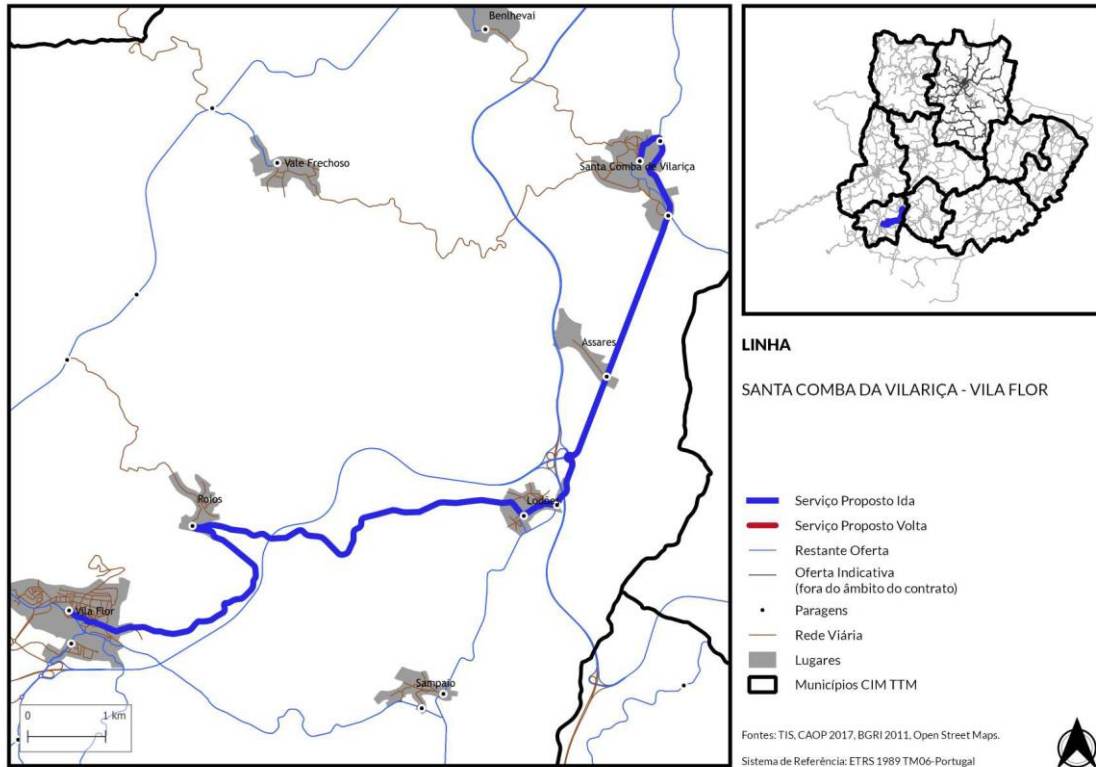 Benlhevai
Vale Frechoso
Santa Comba de Vilariça
Assares
Roios
Lodões
Vila Flor
Sampaio
0 1 km
LINHA
SANTA COMBA DA VILARIÇA - VILA FLOR
Serviço Proposto Ida
Serviço Proposto Volta
Restante Oferta
Oferta Indicativa
(fora do âmbito do contrato)
Paragens
Rede Viária
Lugares
Municípios CIM TTM
Fontes: TIS, CAOP 2017, BGRI 2011, Open Street Maps.
Sistema de Referência: ETRS 1989 TM06-Portugal